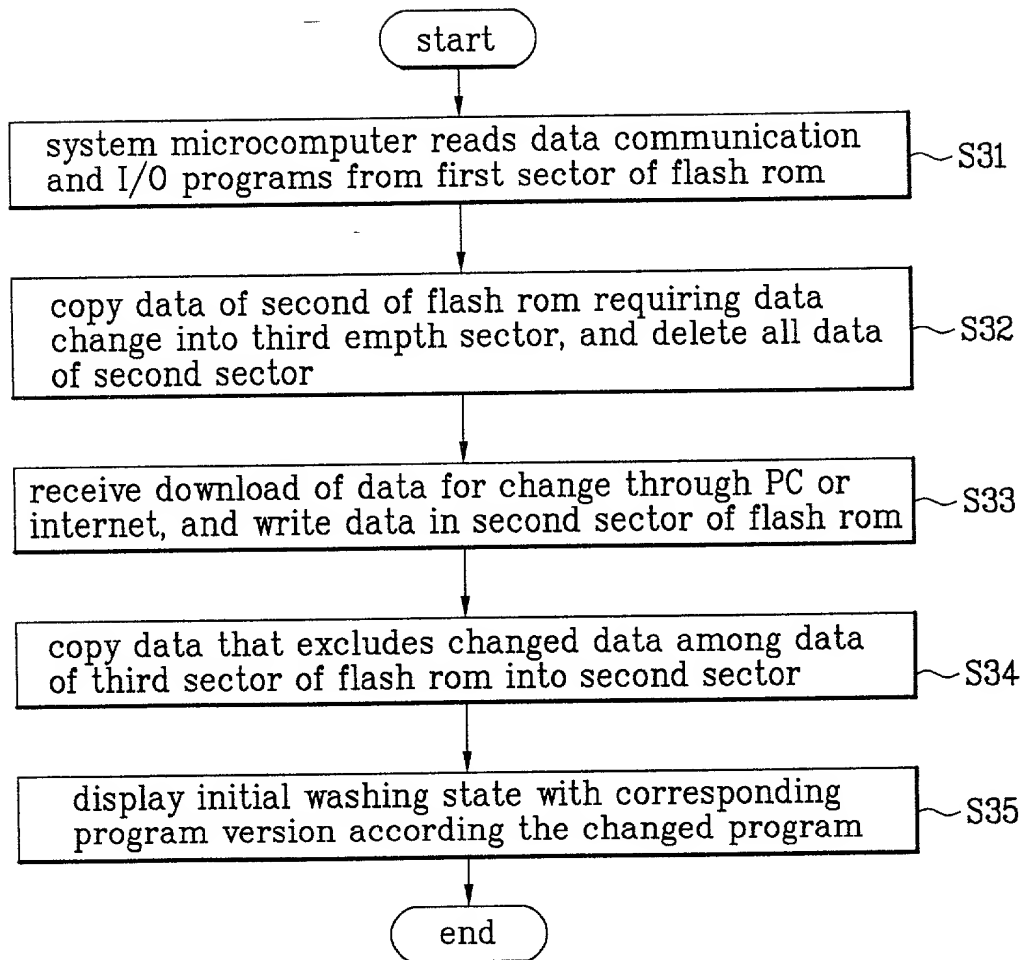 start
system microcomputer reads data communication
and I/O programs from first sector of flash rom
S31
copy data of second of flash rom requiring data
change into third empth sector, and delete all data
of second sector
S32
receive download of data for change through PC or
internet, and write data in second sector of flash rom
S33
copy data that excludes changed data among data
of third sector of flash rom into second sector
S34
display initial washing state with corresponding
program version according the changed program
S35
end